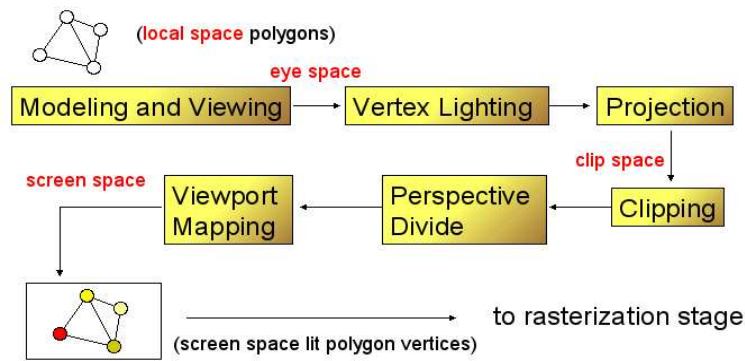 (local space polygons)
eye space
Modeling and Viewing
Vertex Lighting
Projection
clip space
screen space
Viewport
Mapping
Perspective
Divide
Clipping
to rasterization stage
(screen space lit polygon vertices)